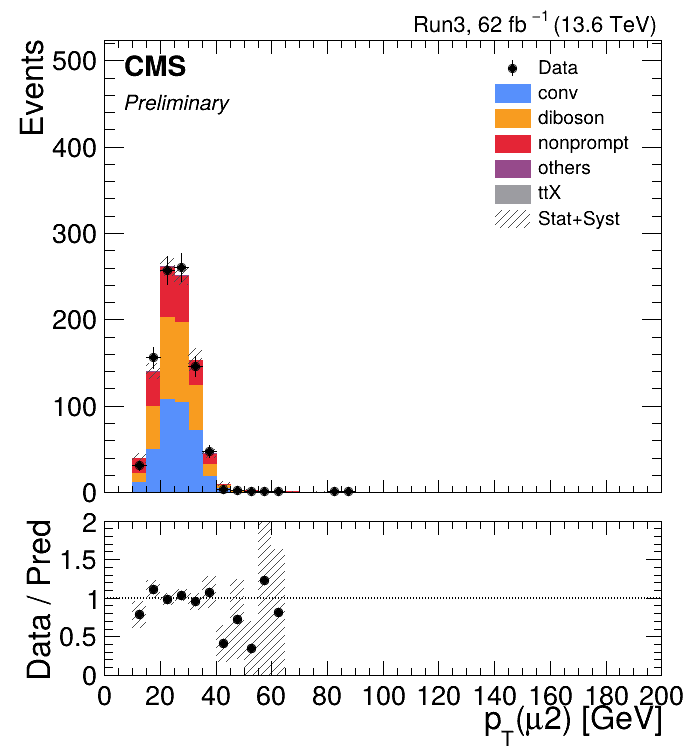 Run3, 62 fb⁻¹ (13.6 TeV)
CMS
Preliminary
Events
500
400
300
200
100
0
Data
conv
diboson
nonprompt
others
ttX
Stat+Syst
Data / Pred
2
1.5
1
0.5
0
0 20 40 60 80 100 120 140 160 180 200
p_T(μ2) [GeV]